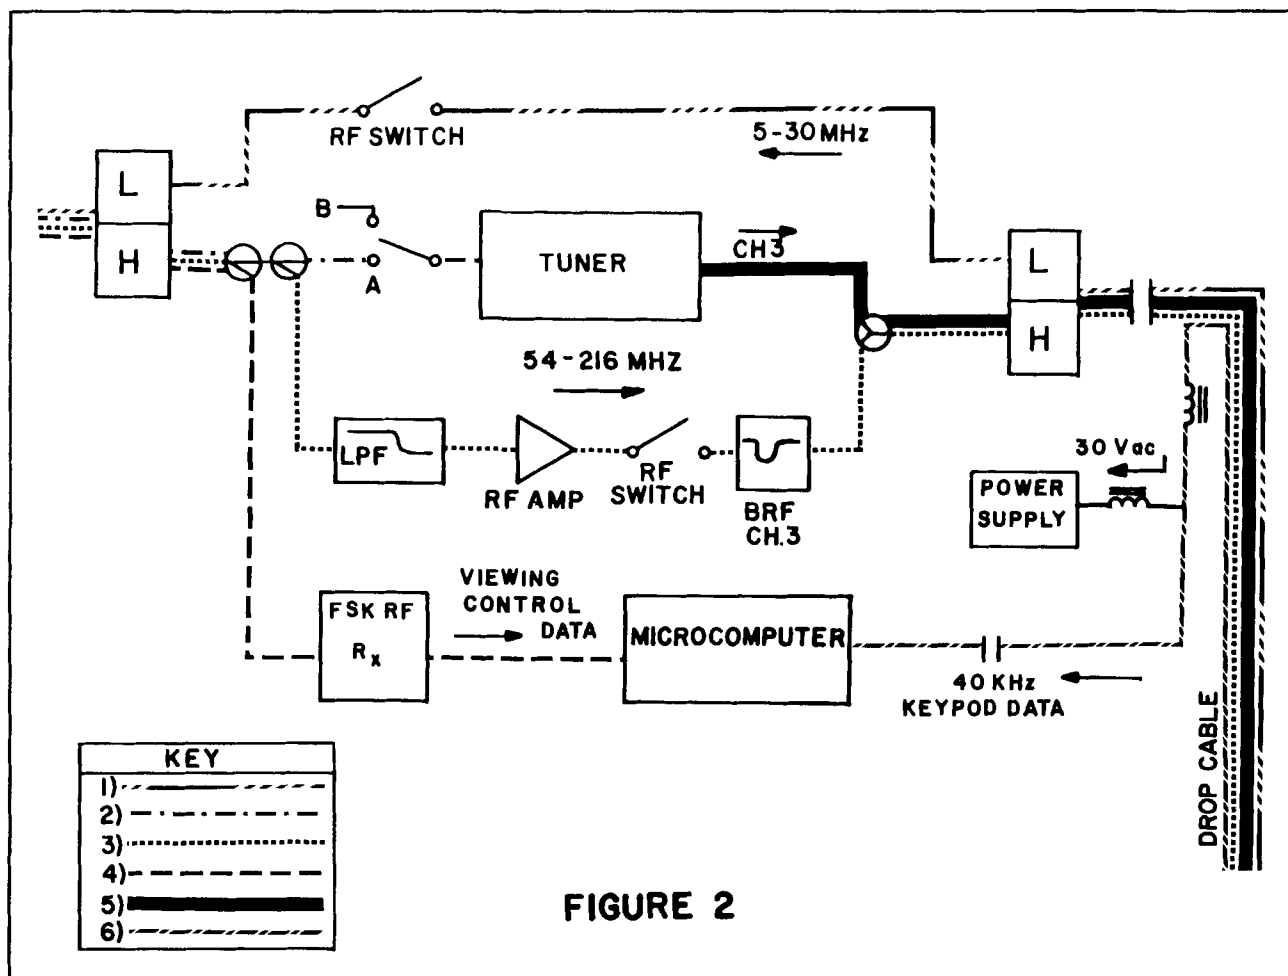 RF SWITCH
5-30 MHz
L
H
B
A
TUNER
CH3
L
H
54-216 MHZ
LPF
RF AMP
RF
SWITCH
BRF
CH.3
30 Vac
POWER
SUPPLY
FSK RF
Rx
VIEWING
CONTROL
DATA
MICROCOMPUTER
40 KHz
KEYPOD DATA
DROP CABLE
KEY
1)
2)
3)
4)
5)
6)
FIGURE 2